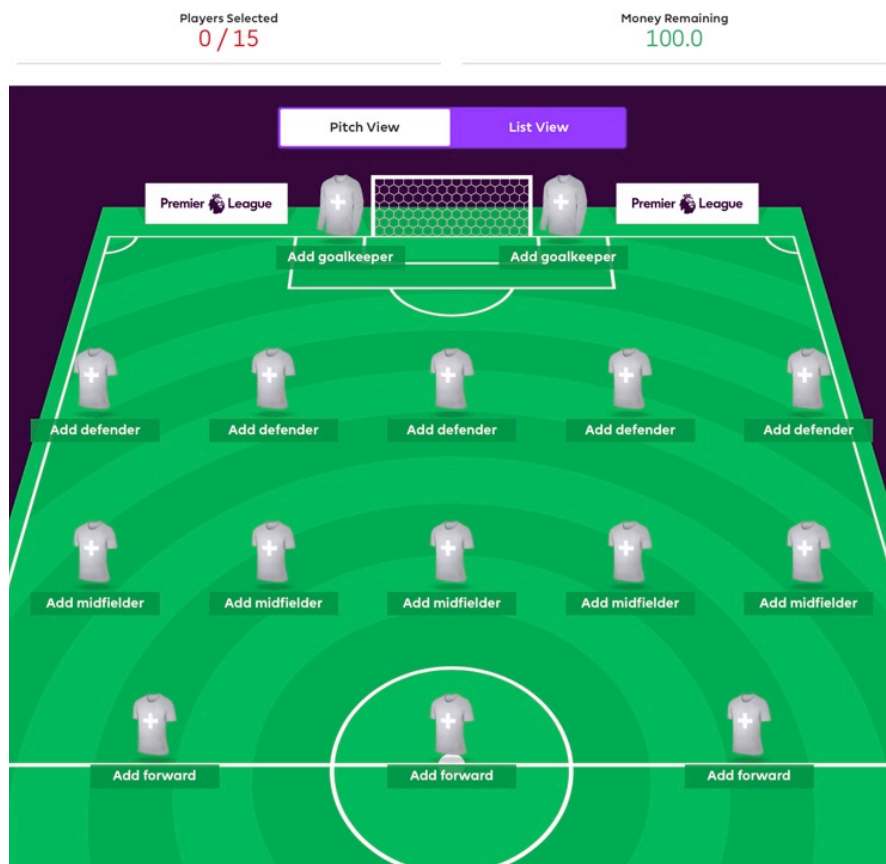 Players Selected
0 / 15
Money Remaining
100.0
Pitch View
List View
Premier League
Premier League
Add goalkeeper
Add goalkeeper
Add defender
Add defender
Add defender
Add defender
Add defender
Add midfielder
Add midfielder
Add midfielder
Add midfielder
Add midfielder
Add forward
Add forward
Add forward